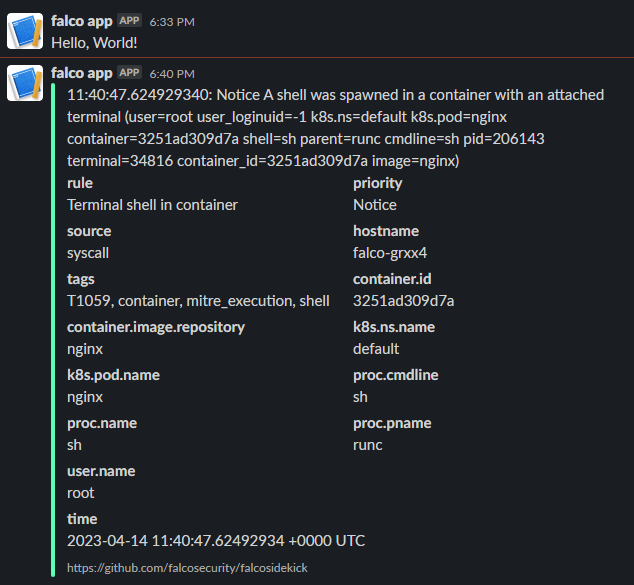 falco app APP 6:33 PM
Hello, World!
falco app APP 6:40 PM
11:40:47.624929340: Notice A shell was spawned in a container with an attached
terminal (user=root user_loginuid=-1 k8s.ns=default k8s.pod=nginx
container=3251ad309d7a shell=sh parent=runc cmdline=sh pid=206143
terminal=34816 container_id=3251ad309d7a image=nginx)
rule priority
Terminal shell in container Notice
source hostname
syscall falco-grxx4
tags container.id
T1059, container, mitre_execution, shell 3251ad309d7a
container.image.repository k8s.ns.name
nginx default
k8s.pod.name proc.cmdline
nginx sh
proc.name proc.pname
sh runc
user.name
root
time
2023-04-14 11:40:47.62492934 +0000 UTC
https://github.com/falcosecurity/falcosidekick